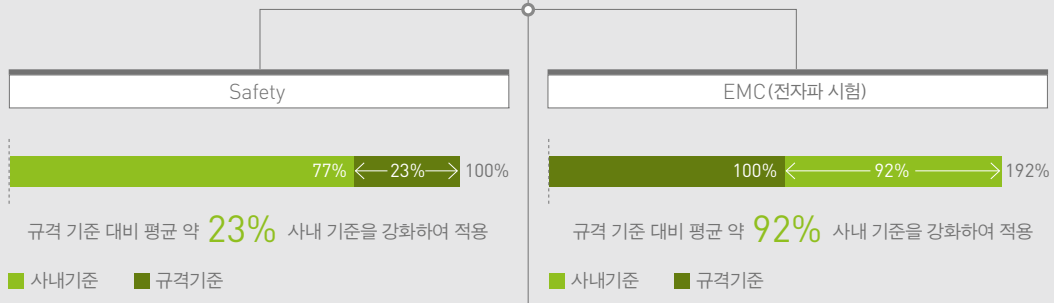 Safety
77% 23% 100%
규격 기준 대비 평균 약 23% 사내 기준을 강화하여 적용
사내기준 규격기준
EMC(전자파 시험)
100% 92% 192%
규격 기준 대비 평균 약 92% 사내 기준을 강화하여 적용
사내기준 규격기준